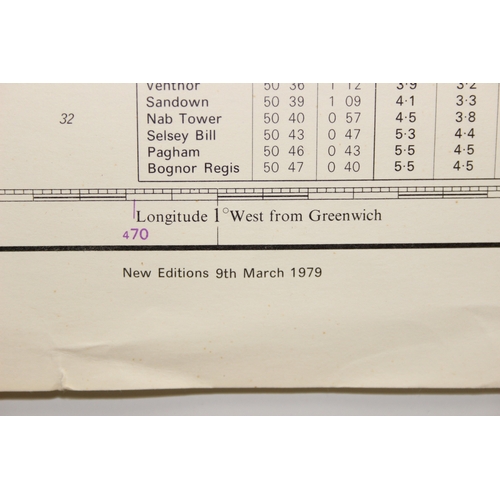 Ventnor 50 36 1 12 3·9 3·2
Sandown 50 39 1 09 4·1 3·3
32 Nab Tower 50 40 0 57 4·5 3·8
Selsey Bill 50 43 0 47 5·3 4·4
Pagham 50 46 0 43 5·5 4·5
Bognor Regis 50 47 0 40 5·5 4·5
Longitude 1° West from Greenwich
470
New Editions 9th March 1979